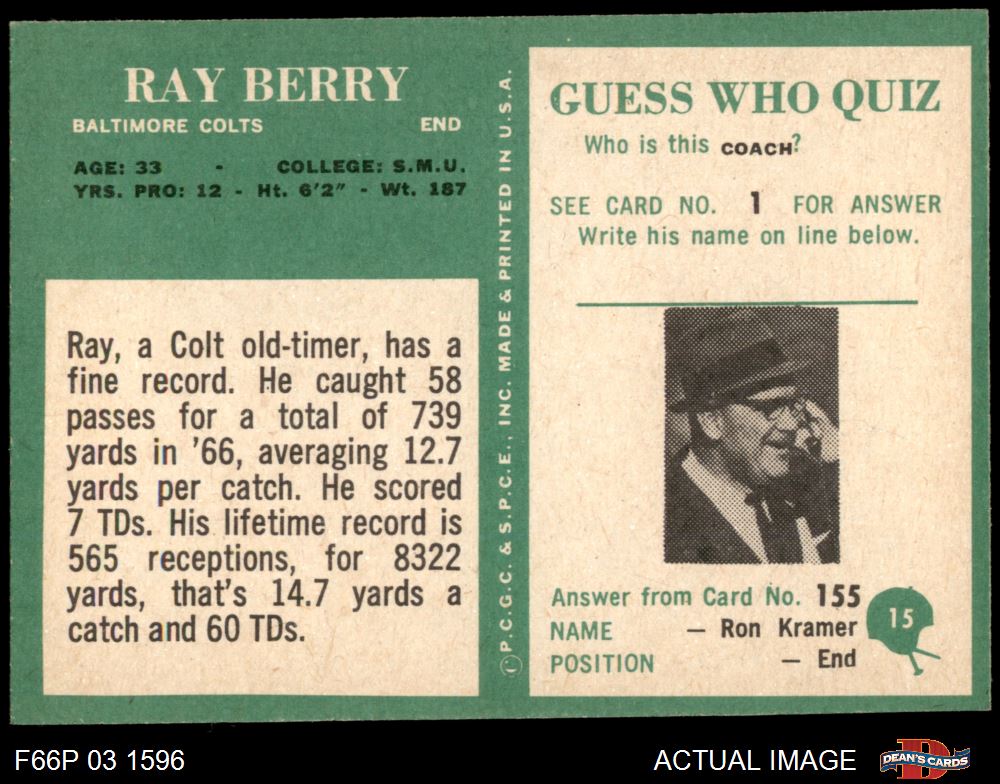 RAY BERRY
BALTIMORE COLTS END
AGE: 33 - COLLEGE: S.M.U.
YRS. PRO: 12 - Ht. 6'2" - Wt. 187
Ray, a Colt old-timer, has a
fine record. He caught 58
passes for a total of 739
yards in '66, averaging 12.7
yards per catch. He scored
7 TDs. His lifetime record is
565 receptions, for 8322
yards, that's 14.7 yards a
catch and 60 TDs.
©P.C.G.C. & S.P.C.E., INC. MADE & PRINTED IN U.S.A.
GUESS WHO QUIZ
Who is this COACH?
SEE CARD NO. 1 FOR ANSWER
Write his name on line below.
Answer from Card No. 155
NAME — Ron Kramer
POSITION — End
15
F66P 03 1596
ACTUAL IMAGE
D
DEAN'S CARDS